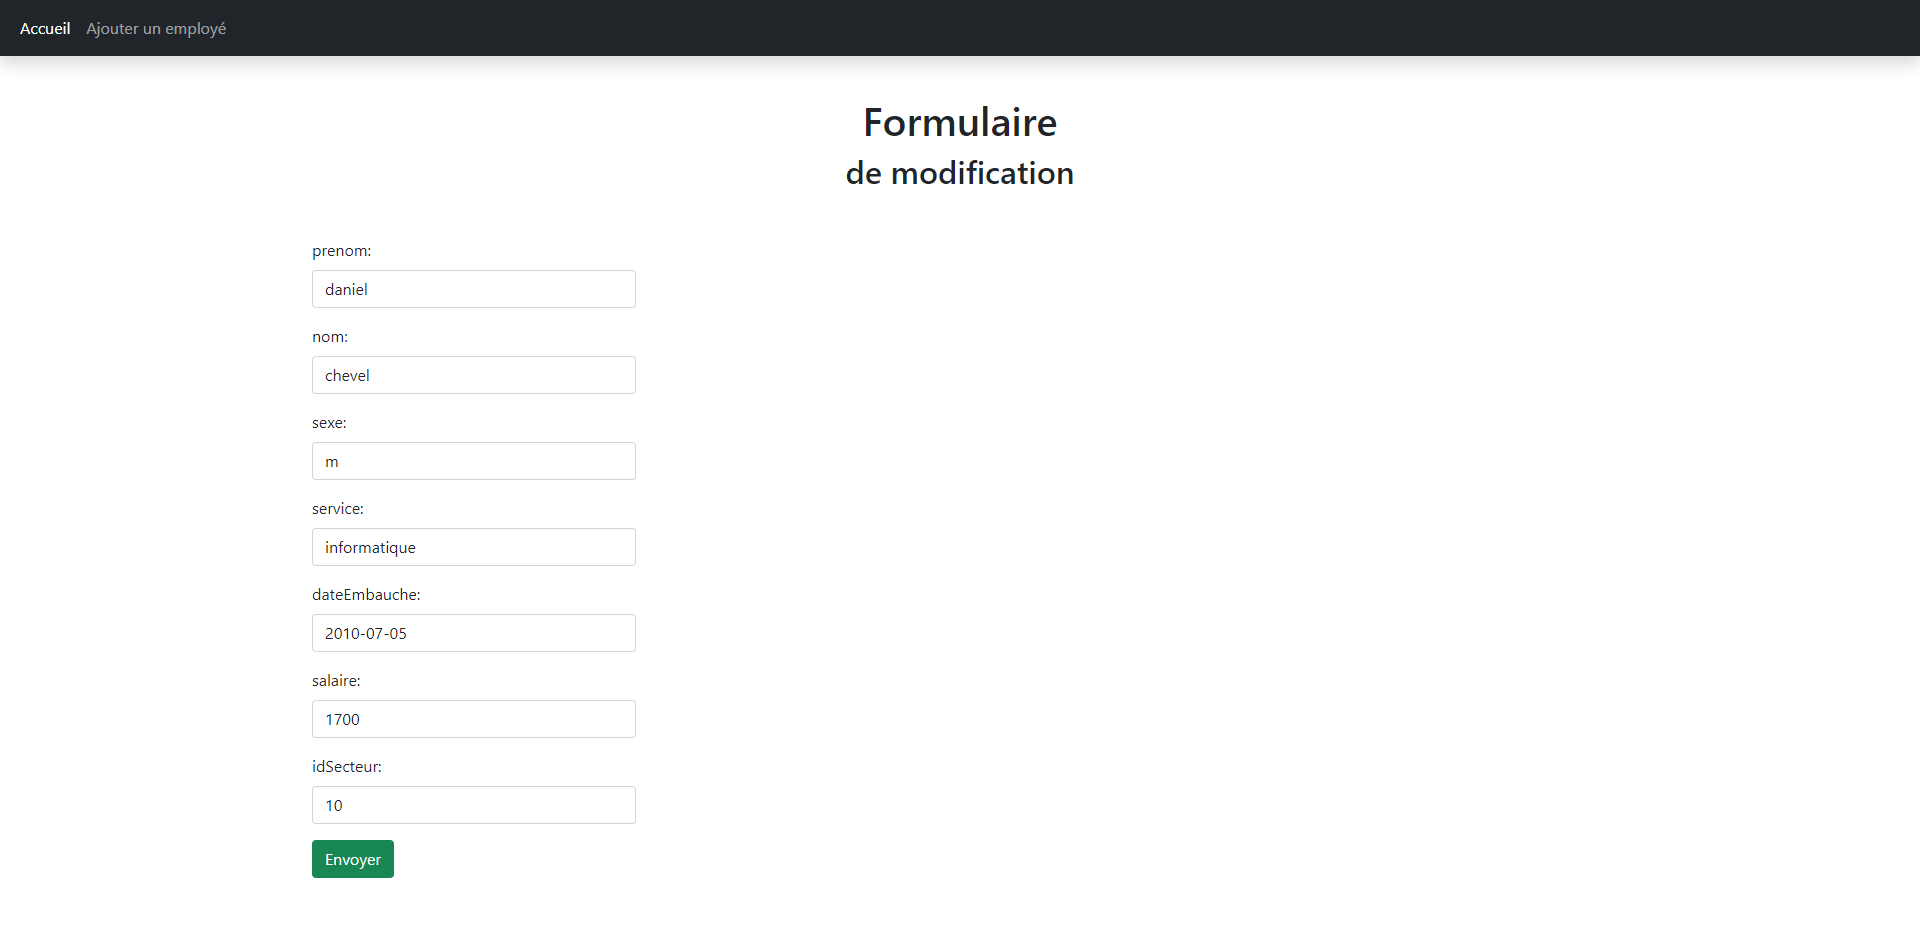 Accueil Ajouter un employé
Formulaire
de modification
prenom:
daniel
nom:
chevel
sexe:
m
service:
informatique
dateEmbauche:
2010-07-05
salaire:
1700
idSecteur:
10
Envoyer